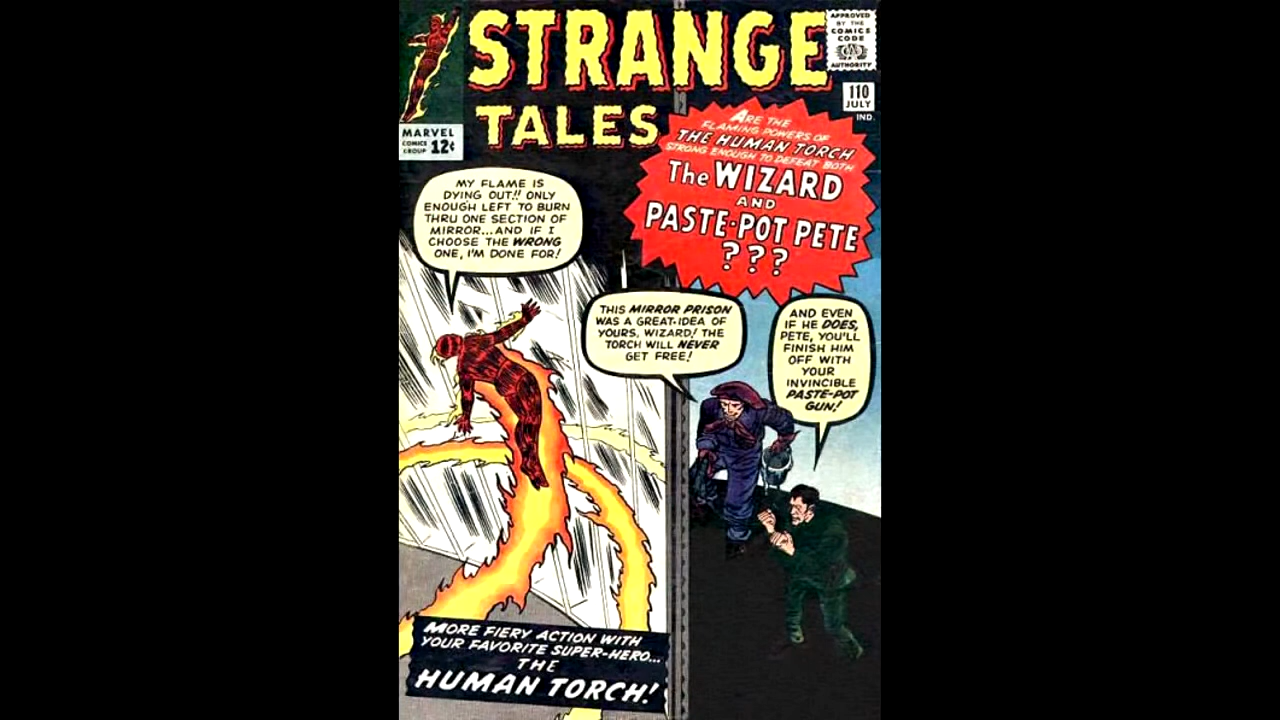 STRANGE
TALES
APPROVED
BY THE
COMICS
CODE
CA
AUTHORITY
110
JULY
IND.
MARVEL
COMICS
GROUP 12¢
ARE THE
FLAMING POWERS OF
THE HUMAN TORCH
STRONG ENOUGH TO DEFEAT BOTH
The WIZARD
AND
PASTE-POT PETE
???
MY FLAME IS
DYING OUT!! ONLY
ENOUGH LEFT TO BURN
THRU ONE SECTION OF
MIRROR...AND IF I
CHOOSE THE WRONG
ONE, I'M DONE FOR!
THIS MIRROR PRISON
WAS A GREAT IDEA OF
YOURS, WIZARD! THE
TORCH WILL NEVER
GET FREE!
AND EVEN
IF HE DOES,
PETE, YOU'LL
FINISH HIM
OFF WITH
YOUR
INVINCIBLE
PASTE-POT
GUN!
MORE FIERY ACTION WITH
YOUR FAVORITE SUPER-HERO...
THE
HUMAN TORCH!